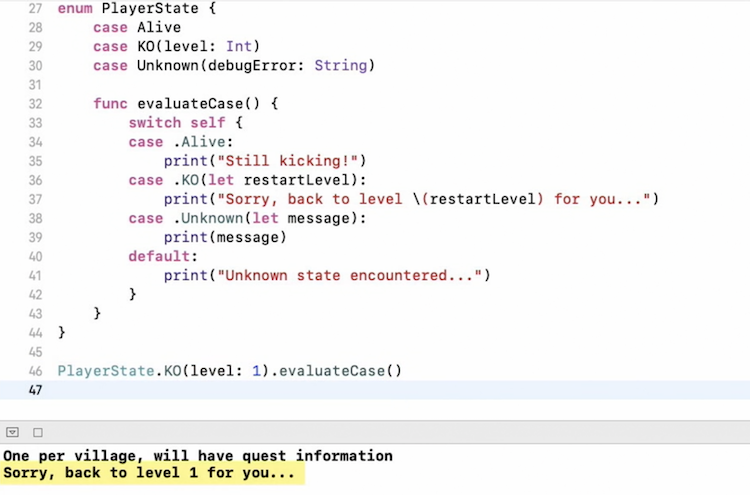 27 enum PlayerState {
28     case Alive
29     case KO(level: Int)
30     case Unknown(debugError: String)
31
32     func evaluateCase() {
33         switch self {
34         case .Alive:
35             print("Still kicking!")
36         case .KO(let restartLevel):
37             print("Sorry, back to level \(restartLevel) for you...")
38         case .Unknown(let message):
39             print(message)
40         default:
41             print("Unknown state encountered...")
42         }
43     }
44 }
45
46 PlayerState.KO(level: 1).evaluateCase()
47
One per village, will have quest information
Sorry, back to level 1 for you...